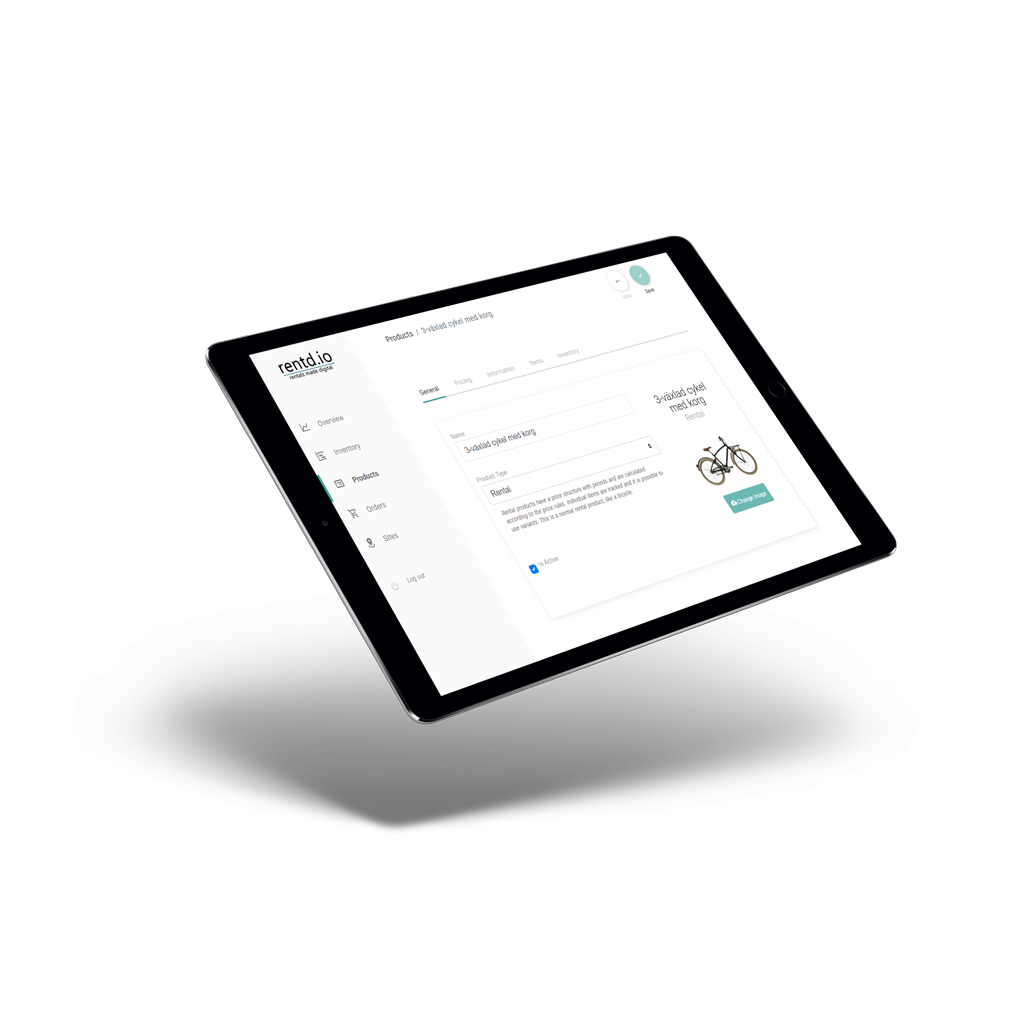 rentd.io
rentals made digital
Overview
Inventory
Products
Orders
Sites
Log out
Products / 3-växlad cykel med korg
Undo
Save
General
Pricing
Information
Items
Inventory
Name
3-växlad cykel med korg
Product Type
Rental
Rental products have a price structure with periods and are calculated
according to the price rules. Individual items are tracked and it is possible to
use variants. This is a normal rental product, like a bicycle.
Is Active
3-växlad cykel
med korg
Rental
Change Image